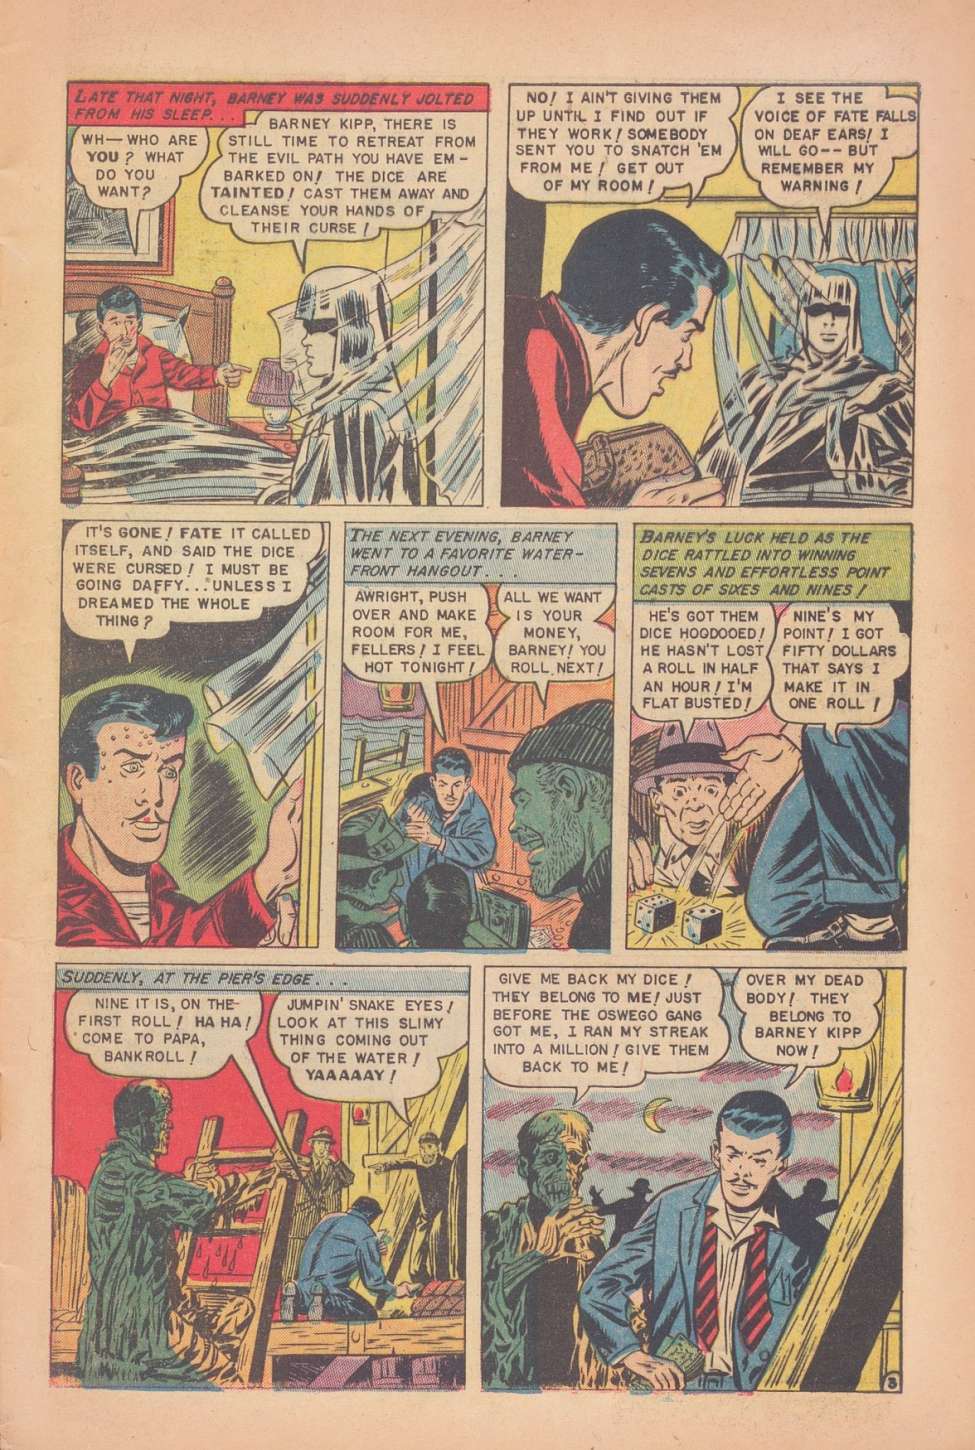 LATE THAT NIGHT, BARNEY WAS SUDDENLY JOLTED
FROM HIS SLEEP...
WH-- WHO ARE
YOU? WHAT
DO YOU
WANT?
BARNEY KIPP, THERE IS
STILL TIME TO RETREAT FROM
THE EVIL PATH YOU HAVE EM-
BARKED ON! THE DICE ARE
TAINTED! CAST THEM AWAY AND
CLEANSE YOUR HANDS OF
THEIR CURSE!
NO! I AIN'T GIVING THEM
UP UNTIL I FIND OUT IF
THEY WORK! SOMEBODY
SENT YOU TO SNATCH 'EM
FROM ME! GET OUT
OF MY ROOM!
I SEE THE
VOICE OF FATE FALLS
ON DEAF EARS! I
WILL GO-- BUT
REMEMBER MY
WARNING!
IT'S GONE! FATE IT CALLED
ITSELF, AND SAID THE DICE
WERE CURSED! I MUST BE
GOING DAFFY... UNLESS I
DREAMED THE WHOLE
THING?
THE NEXT EVENING, BARNEY
WENT TO A FAVORITE WATER-
FRONT HANGOUT...
AWRIGHT, PUSH
OVER AND MAKE
ROOM FOR ME,
FELLERS! I FEEL
HOT TONIGHT!
ALL WE WANT
IS YOUR
MONEY,
BARNEY! YOU
ROLL NEXT!
BARNEY'S LUCK HELD AS THE
DICE RATTLED INTO WINNING
SEVENS AND EFFORTLESS POINT
CASTS OF SIXES AND NINES!
HE'S GOT THEM
DICE HOODOOED!
HE HASN'T LOST
A ROLL IN HALF
AN HOUR! I'M
FLAT BUSTED!
NINE'S MY
POINT! I GOT
FIFTY DOLLARS
THAT SAYS I
MAKE IT IN
ONE ROLL!
SUDDENLY, AT THE PIER'S EDGE...
NINE IT IS, ON THE
FIRST ROLL! HA HA!
COME TO PAPA,
BANKROLL!
JUMPIN' SNAKE EYES!
LOOK AT THIS SLIMY
THING COMING OUT
OF THE WATER!
YAAAAAY!
GIVE ME BACK MY DICE!
THEY BELONG TO ME! JUST
BEFORE THE OSWEGO GANG
GOT ME, I RAN MY STREAK
INTO A MILLION! GIVE THEM
BACK TO ME!
OVER MY DEAD
BODY! THEY
BELONG TO
BARNEY KIPP
NOW!
3